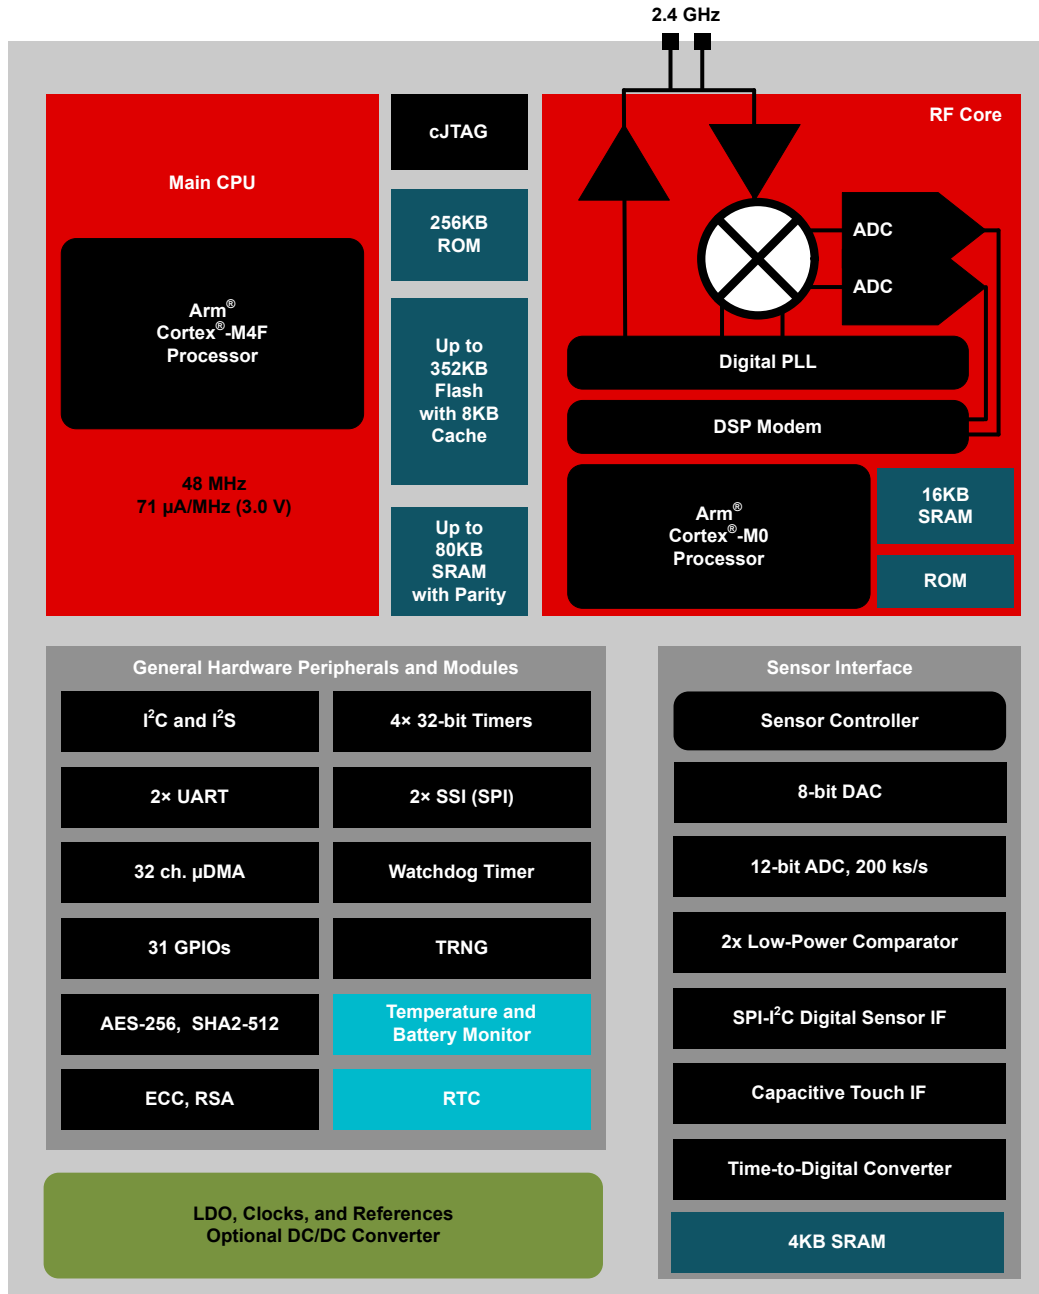 2.4 GHz
Main CPU
Arm®
Cortex®-M4F
Processor
48 MHz
71 µA/MHz (3.0 V)
cJTAG
256KB
ROM
Up to
352KB
Flash
with 8KB
Cache
Up to
80KB
SRAM
with Parity
RF Core
ADC
ADC
Digital PLL
DSP Modem
Arm®
Cortex®-M0
Processor
16KB
SRAM
ROM
General Hardware Peripherals and Modules
I²C and I²S
4× 32-bit Timers
2× UART
2× SSI (SPI)
32 ch. µDMA
Watchdog Timer
31 GPIOs
TRNG
AES-256, SHA2-512
Temperature and
Battery Monitor
ECC, RSA
RTC
LDO, Clocks, and References
Optional DC/DC Converter
Sensor Interface
Sensor Controller
8-bit DAC
12-bit ADC, 200 ks/s
2x Low-Power Comparator
SPI-I²C Digital Sensor IF
Capacitive Touch IF
Time-to-Digital Converter
4KB SRAM